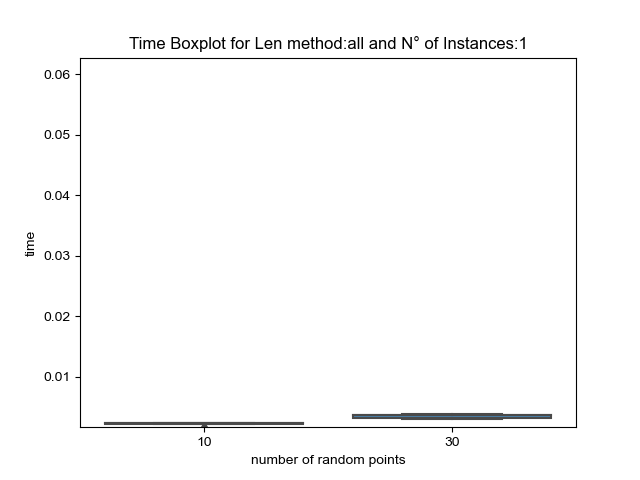 Time Boxplot for Len method:all and N° of Instances:1
0.06
0.05
0.04
0.03
0.02
0.01
time
10 30
number of random points